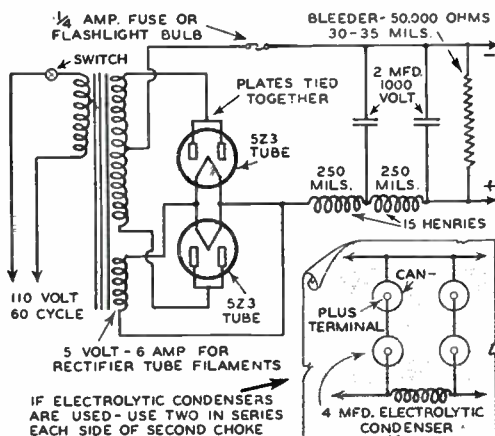 1/4 AMP. FUSE OR
FLASHLIGHT BULB
BLEEDER-50,000 OHMS
30-35 MILS.
SWITCH
PLATES TIED
TOGETHER
2 MFD.
1000
VOLT
5Z3
TUBE
250
MILS.
250
MILS.
15 HENRIES
110 VOLT
60 CYCLE
5Z3
TUBE
CAN-
PLUS
TERMINAL
5 VOLT-6 AMP FOR
RECTIFIER TUBE FILAMENTS
IF ELECTROLYTIC CONDENSERS
ARE USED-USE TWO IN SERIES
EACH SIDE OF SECOND CHOKE
4 MFD. ELECTROLYTIC
CONDENSER